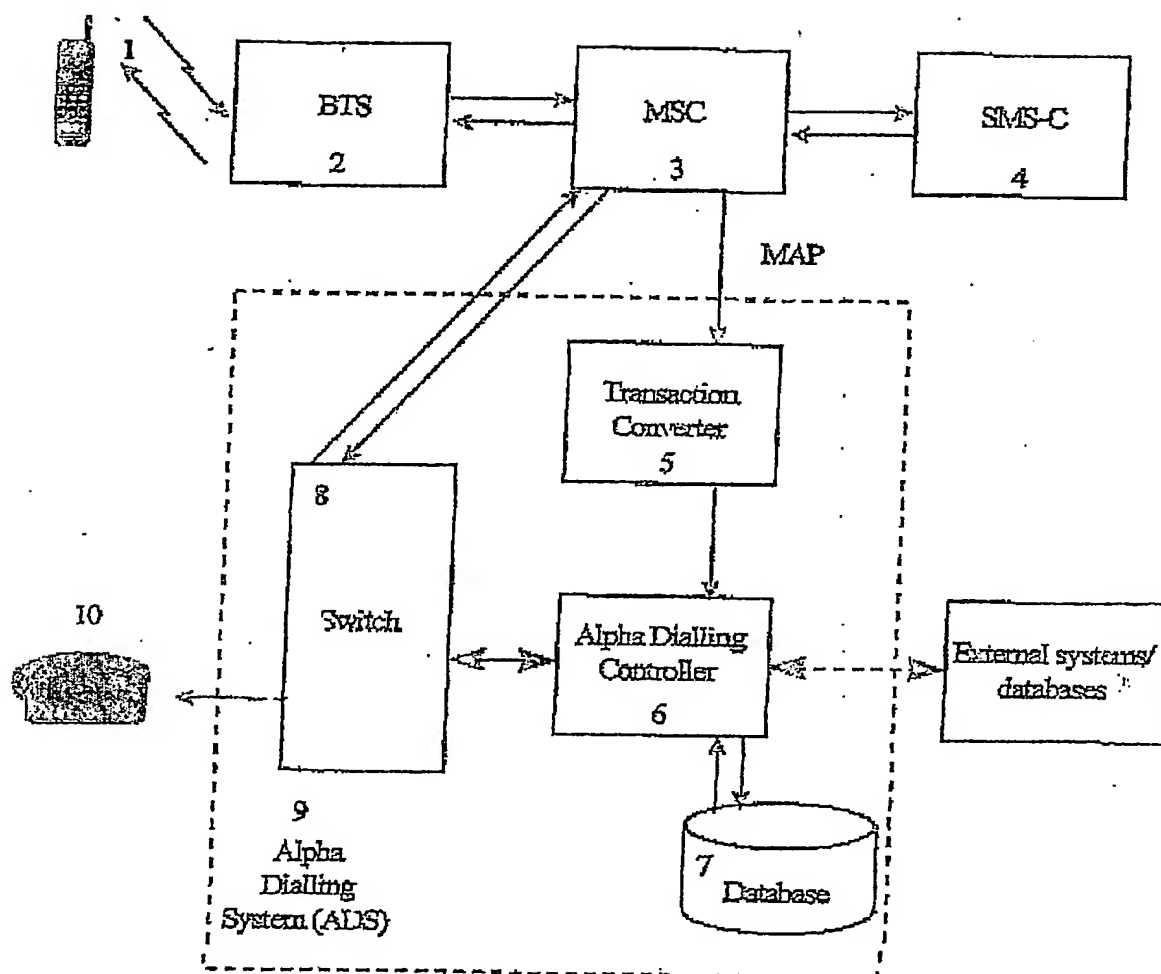 1
BTS
2
MSC
3
SMS-C
4
MAP
Transaction
Converter
5
8
Switch
10
Alpha Dialling
Controller
6
External systems/
databases
9
Alpha
Dialling
System (ADS)
7
Database